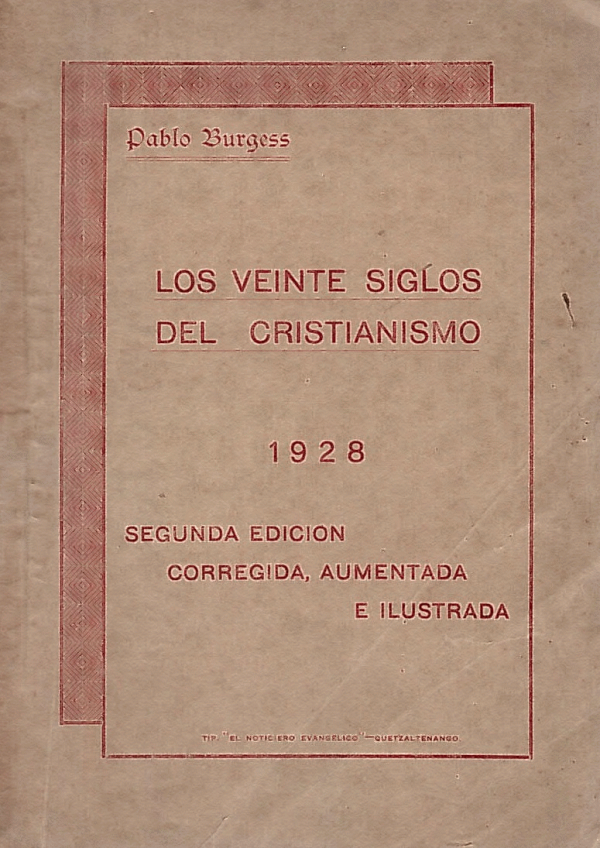 Pablo Burgess
LOS VEINTE SIGLOS
DEL CRISTIANISMO
1928
SEGUNDA EDICION
CORREGIDA, AUMENTADA
E ILUSTRADA
TIP. "EL NOTICIERO EVANGELICO"—QUETZALTENANGO.